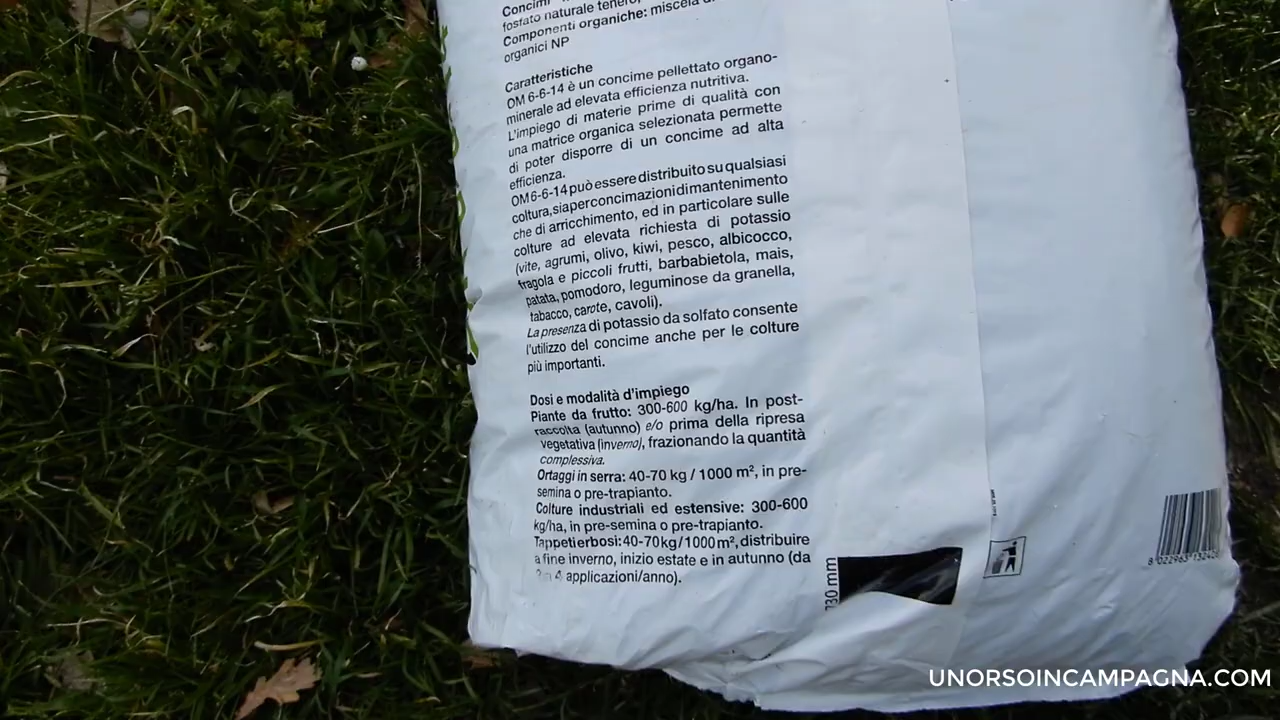 Concimi
fosfato naturale tenero,
Componenti organiche: miscela di
organici NP
Caratteristiche
OM 6-6-14 è un concime pellettato organo-
minerale ad elevata efficienza nutritiva.
L'impiego di materie prime di qualità con
una matrice organica selezionata permette
di poter disporre di un concime ad alta
efficienza.
OM 6-6-14 può essere distribuito su qualsiasi
coltura, sia per concimazioni di mantenimento
che di arricchimento, ed in particolare sulle
colture ad elevata richiesta di potassio
(vite, agrumi, olivo, kiwi, pesco, albicocco,
fragola e piccoli frutti, barbabietola, mais,
patata, pomodoro, leguminose da granella,
tabacco, carote, cavoli).
La presenza di potassio da solfato consente
l'utilizzo del concime anche per le colture
più importanti.
Dosi e modalità d'impiego
Piante da frutto: 300-600 kg/ha. In post-
raccolta (autunno) e/o prima della ripresa
vegetativa (inverno), frazionando la quantità
complessiva.
Ortaggi in serra: 40-70 kg / 1000 m², in pre-
semina o pre-trapianto.
Colture industriali ed estensive: 300-600
kg/ha, in pre-semina o pre-trapianto.
Tappeti erbosi: 40-70 kg / 1000 m², distribuire
a fine inverno, inizio estate e in autunno (da
4 applicazioni/anno).
730 mm
UNORSOINCAMPAGNA.COM